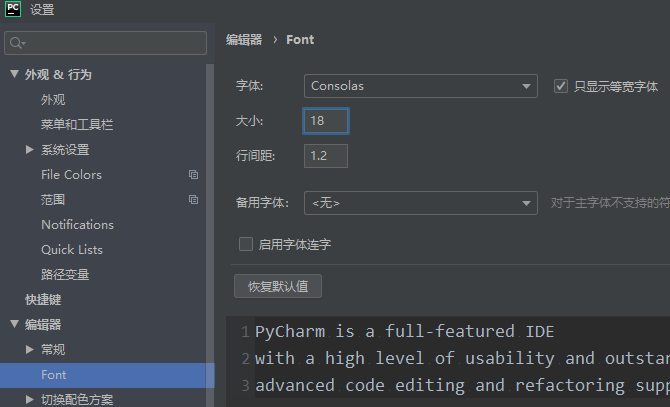 PC 设置
编辑器 › Font
外观 & 行为
外观
菜单和工具栏
系统设置
File Colors
范围
Notifications
Quick Lists
路径变量
快捷键
编辑器
常规
Font
切换配色方案
字体: Consolas 只显示等宽字体
大小: 18
行间距: 1.2
备用字体: <无> 对于主字体不支持的符
启用字体连字
恢复默认值
1 PyCharm is a full-featured IDE
2 with a high level of usability and outstan
3 advanced code editing and refactoring supp